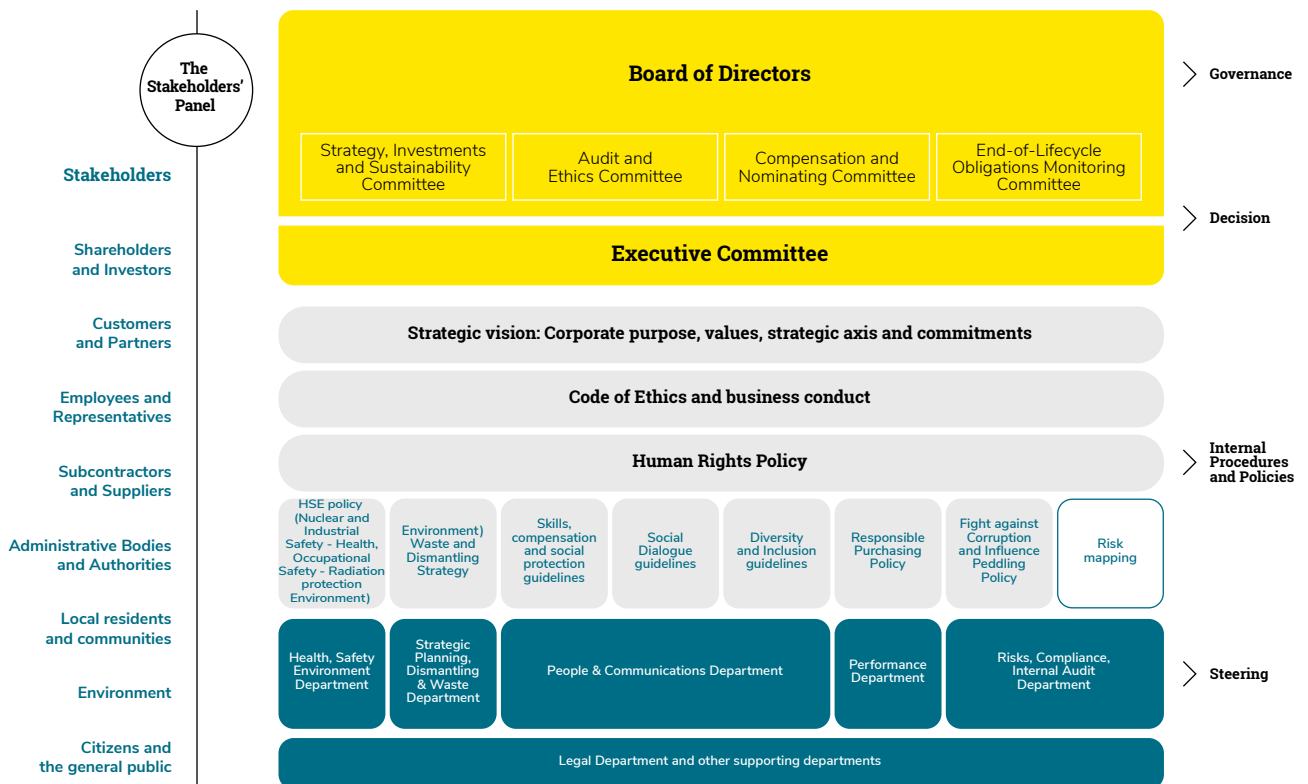 The
Stakeholders’
Panel
Stakeholders
Shareholders
and Investors
Customers
and Partners
Employees and
Representatives
Subcontractors
and Suppliers
Administrative Bodies
and Authorities
Local residents
and communities
Environment
Citizens and
the general public
Board of Directors
Strategy, Investments
and Sustainability
Committee
Audit and
Ethics Committee
Compensation and
Nominating Committee
End-of-Lifecycle
Obligations Monitoring
Committee
Executive Committee
Strategic vision: Corporate purpose, values, strategic axis and commitments
Code of Ethics and business conduct
Human Rights Policy
HSE policy
(Nuclear and
Industrial
Safety - Health,
Occupational
Safety - Radiation
protection
Environment)
Environment)
Waste and
Dismantling
Strategy
Skills,
compensation
and social
protection
guidelines
Social
Dialogue
guidelines
Diversity
and Inclusion
guidelines
Responsible
Purchasing
Policy
Fight against
Corruption
and Influence
Peddling
Policy
Risk
mapping
Health, Safety
Environment
Department
Strategic
Planning,
Dismantling
& Waste
Department
People & Communications Department
Performance
Department
Risks, Compliance,
Internal Audit
Department
Legal Department and other supporting departments
Governance
Decision
Internal
Procedures
and Policies
Steering